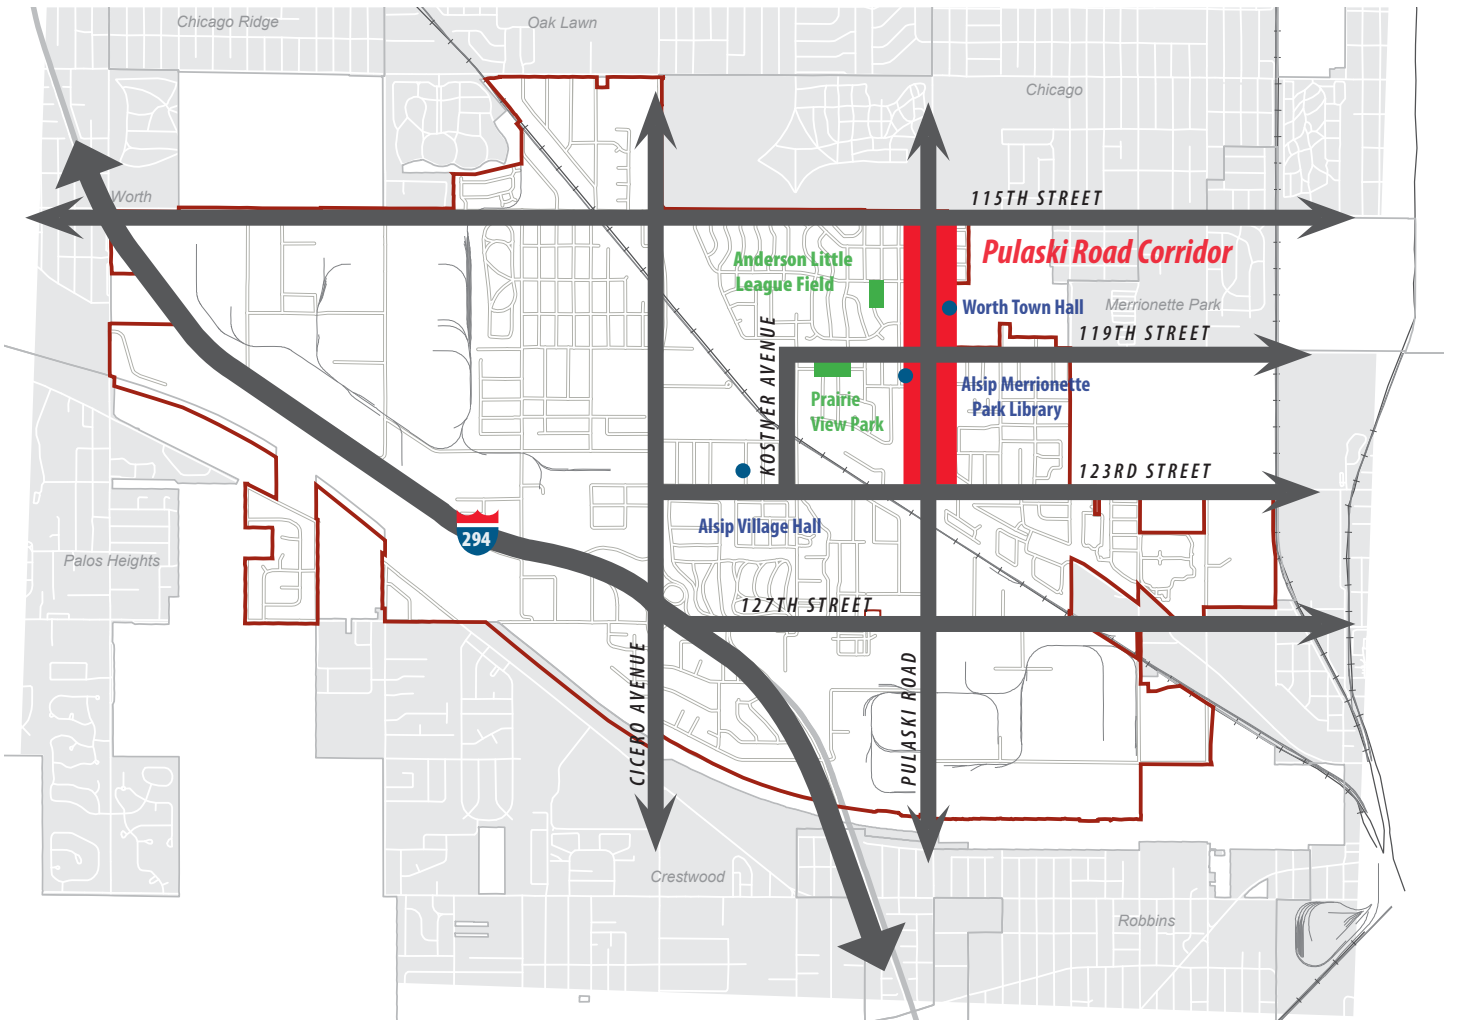 Chicago Ridge
Oak Lawn
Chicago
Worth
115TH STREET
Pulaski Road Corridor
Anderson Little
League Field
Worth Town Hall
Merrionette Park
119TH STREET
KOSTNER AVENUE
Alsip Merrionette
Park Library
Prairie
View Park
123RD STREET
Alsip Village Hall
294
Palos Heights
127TH STREET
CICERO AVENUE
PULASKI ROAD
Crestwood
Robbins